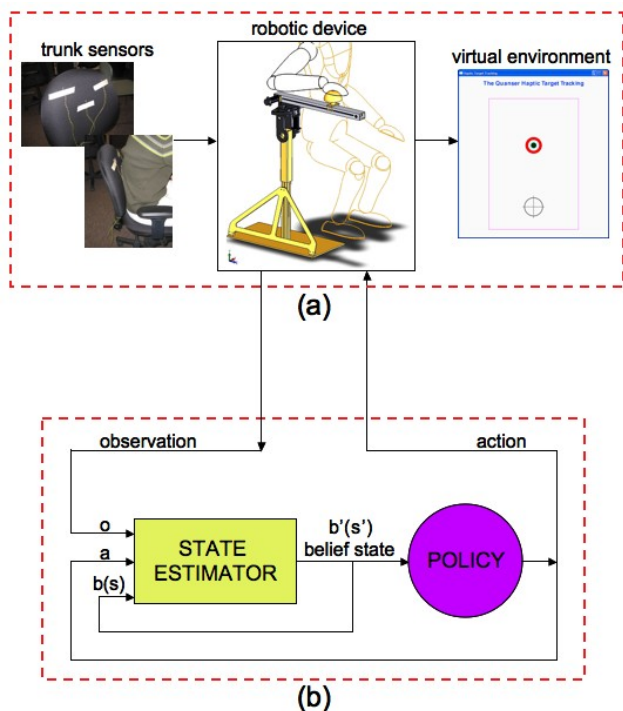 robotic device
trunk sensors
virtual environment
The Quanser Haptic Target Tracking
(a)
observation
action
o
a
b(s)
STATE
ESTIMATOR
b’(s’)
belief state
POLICY
(b)